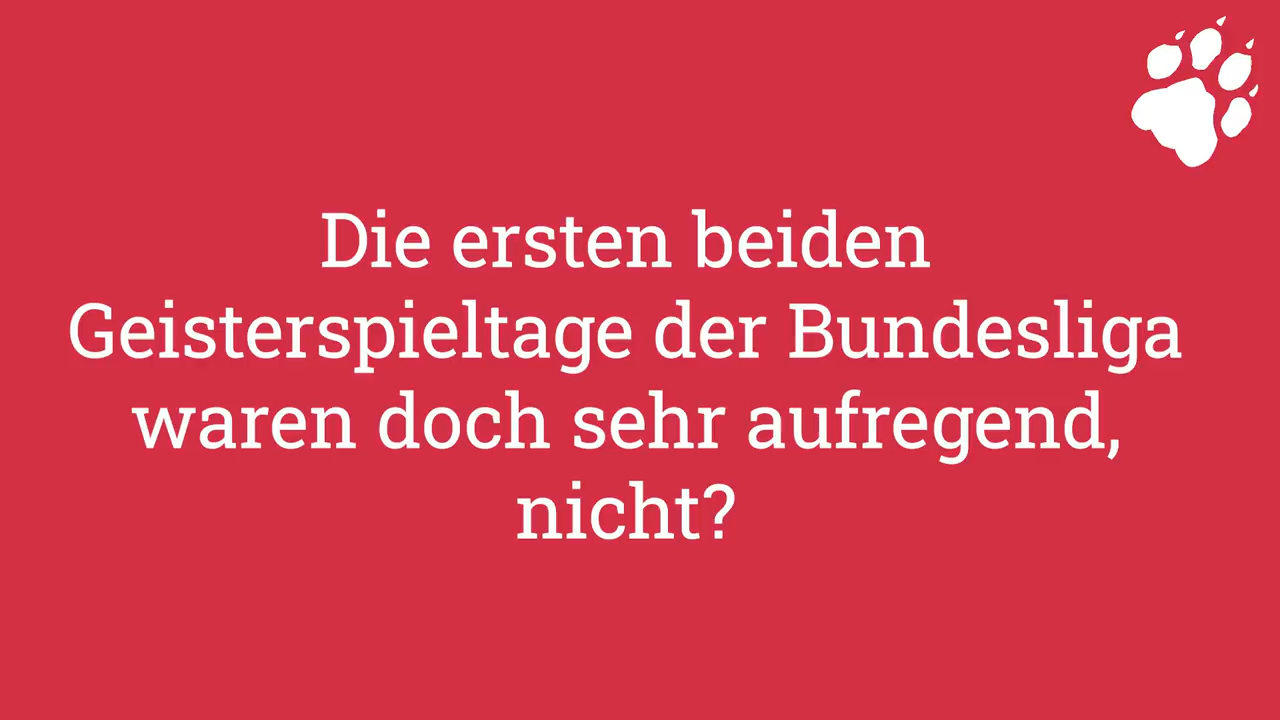 Die ersten beiden
Geisterspieltage der Bundesliga
waren doch sehr aufregend,
nicht?